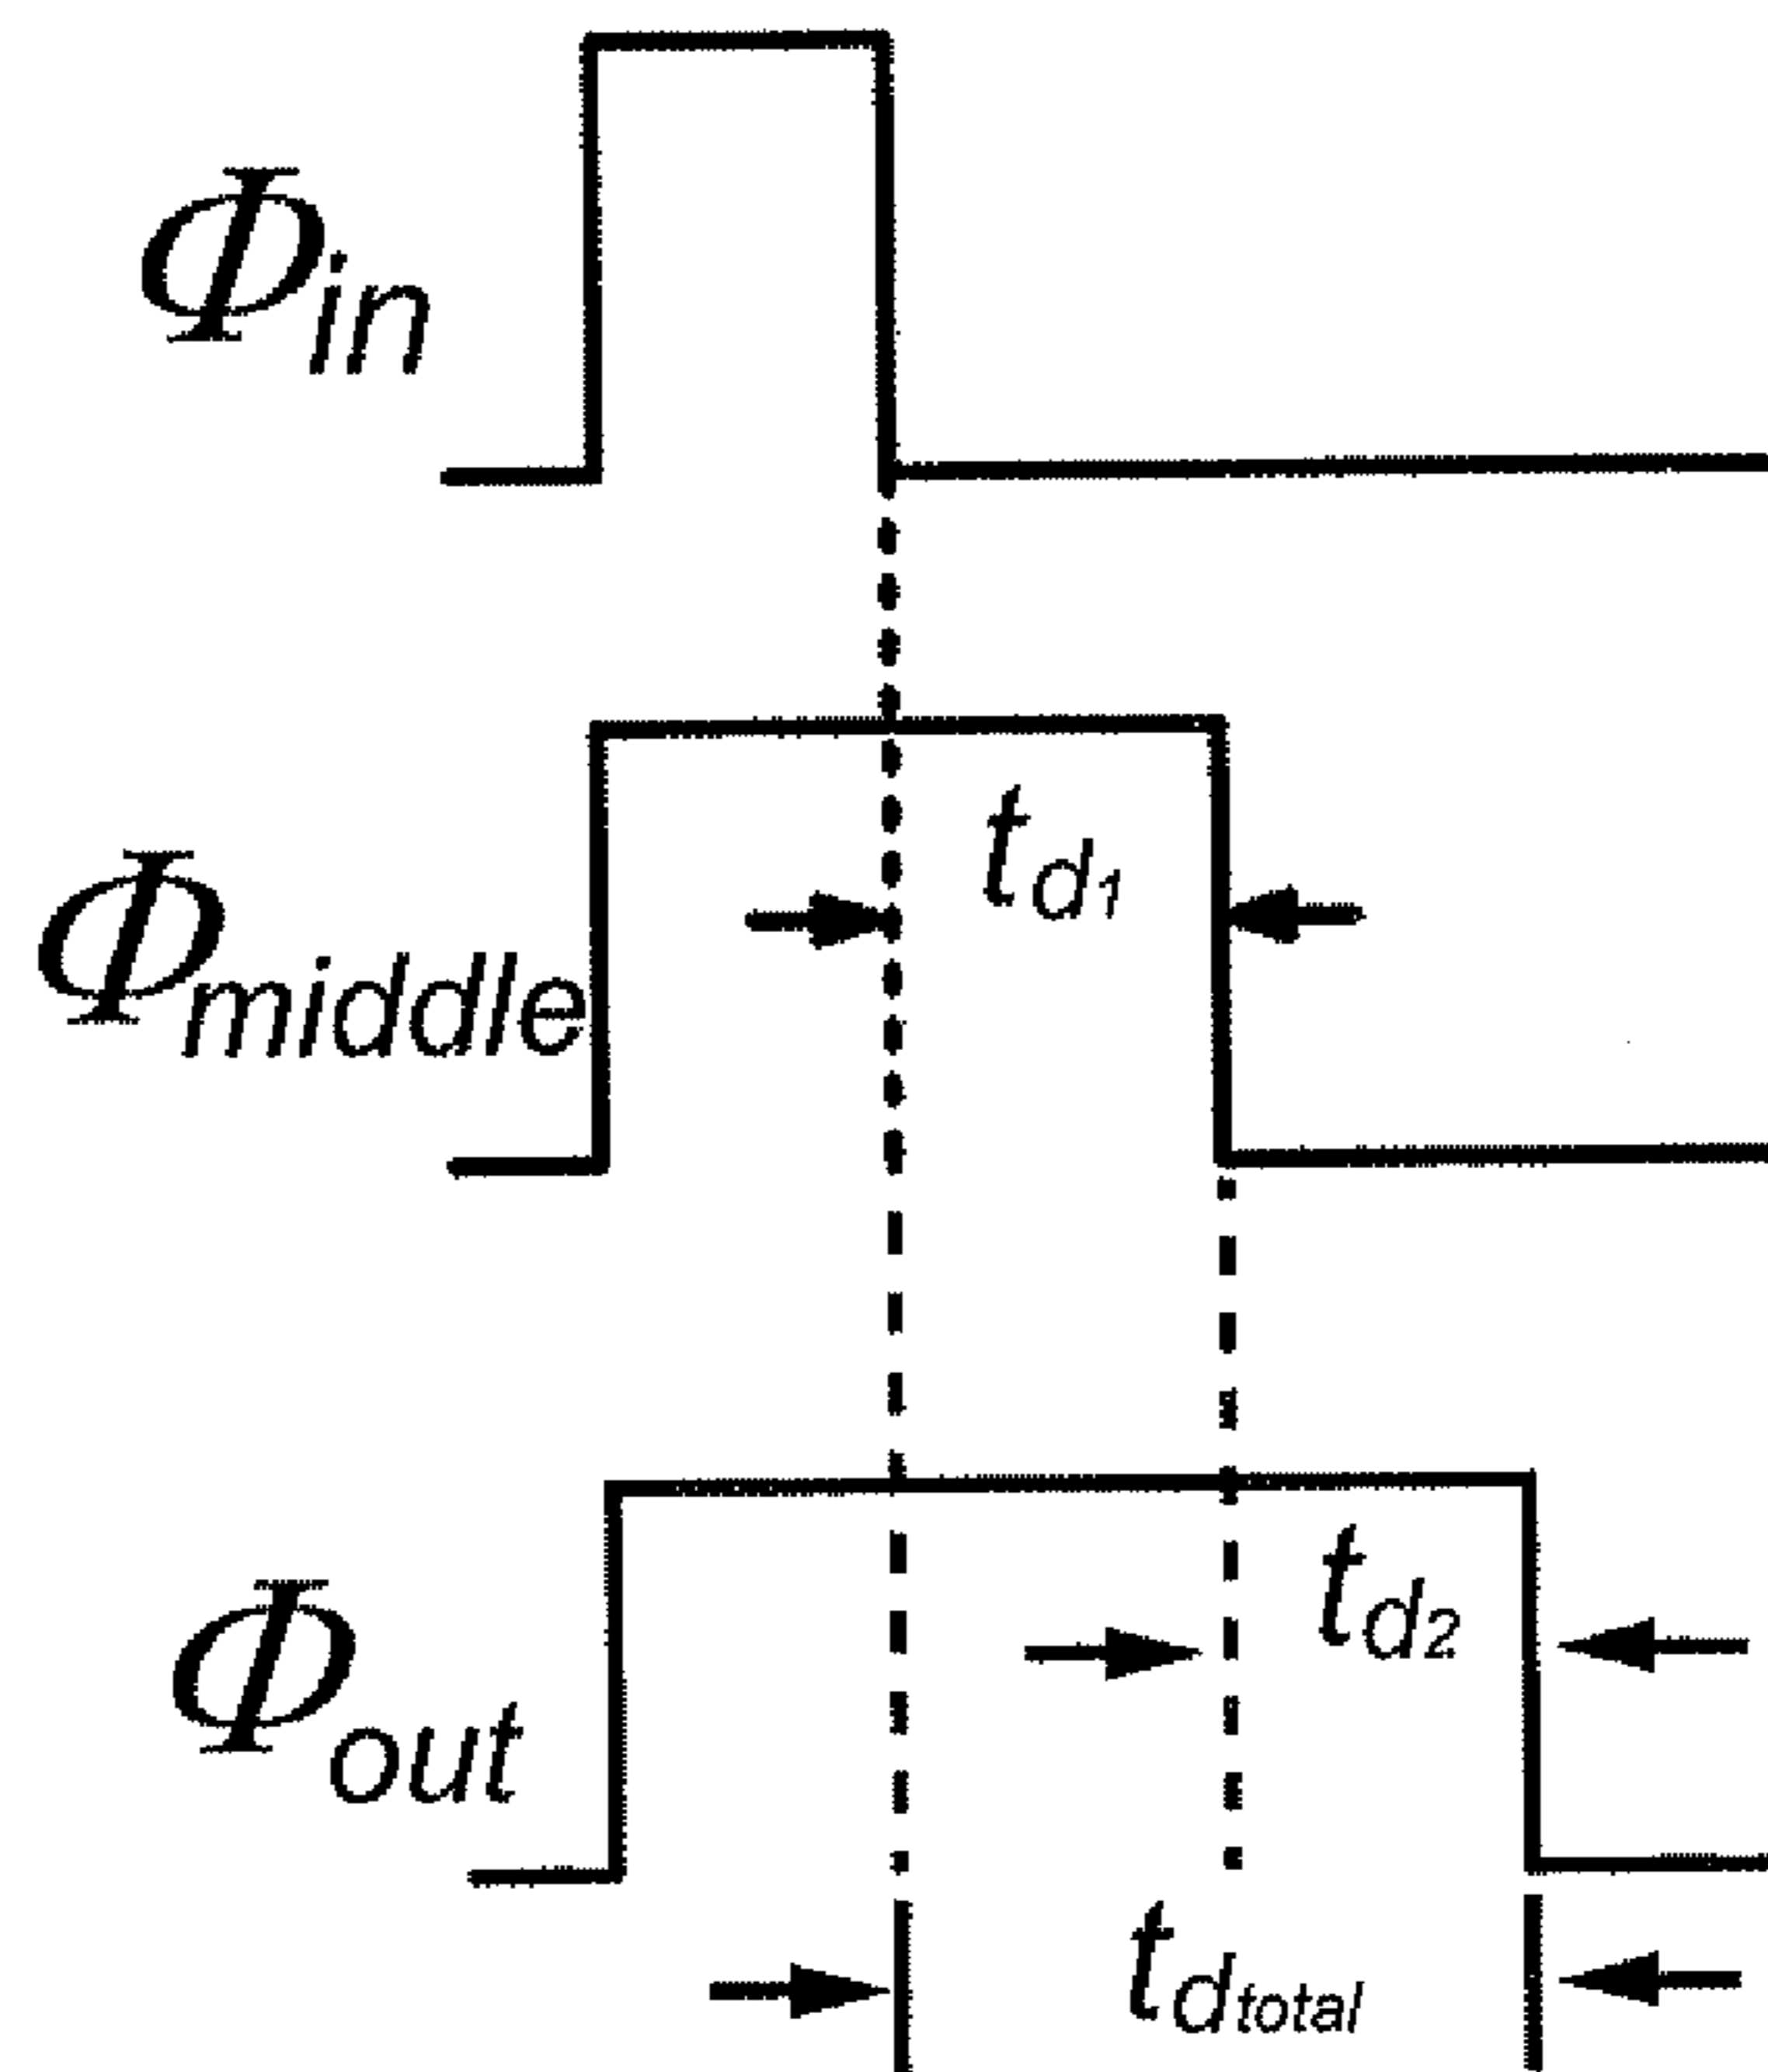 Φin
Φmiddle
td1
Φout
td2
tdtotal